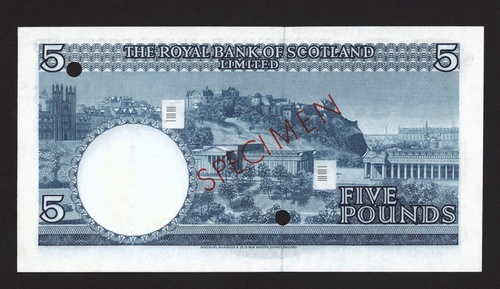 5 THE ROYAL BANK OF SCOTLAND 5
LIMITED
SPECIMEN
5 FIVE
POUNDS